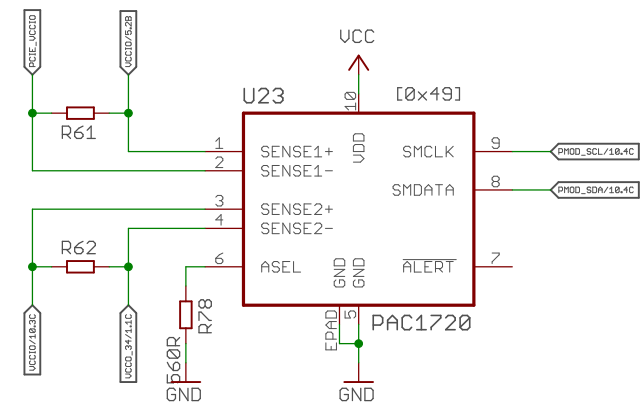 PCIE_VCCIO
VCCIO/5.2B
VCC
U23
[0x49]
10
R61
1
SENSE1+
VDD
SMCLK
9
PMOD_SCL/10.4C
2
SENSE1-
3
SENSE2+
SMDATA
8
PMOD_SDA/10.4C
4
SENSE2-
R62
6
ASEL
GND
GND
ALERT
7
VCCIO/10.3C
VCCO_34/1.1C
560R
R78
EPAD
5
PAC1720
GND
GND